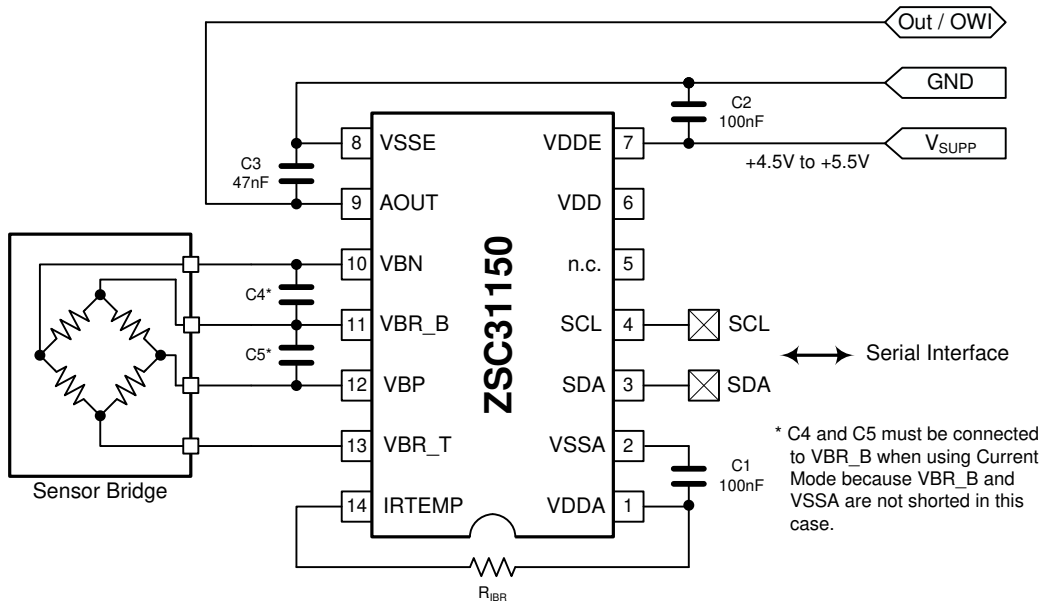 Out / OWI
GND
C2
100nF
V_SUPP
+4.5V to +5.5V
8 VSSE
VDDE 7
C3
47nF
9 AOUT
VDD 6
10 VBN
n.c. 5
C4*
11 VBR_B
SCL 4
SCL
C5*
ZSC31150
Serial Interface
12 VBP
SDA 3
SDA
13 VBR_T
VSSA 2
C1
100nF
Sensor Bridge
14 IRTEMP
VDDA 1
R_IBR
* C4 and C5 must be connected
to VBR_B when using Current
Mode because VBR_B and
VSSA are not shorted in this
case.